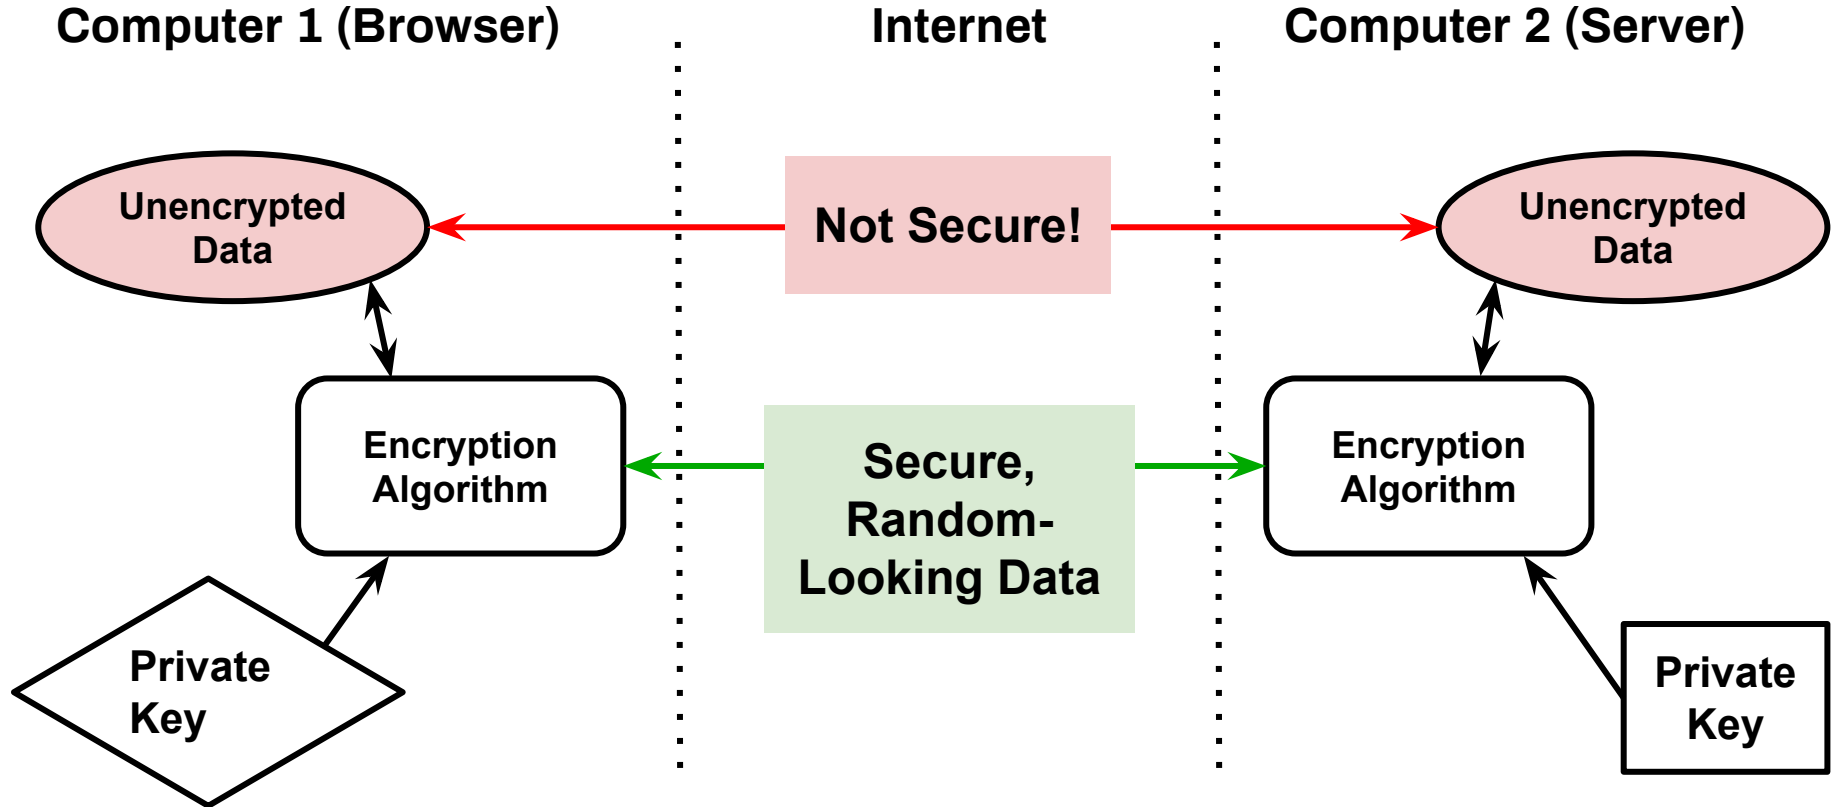 Computer 1 (Browser)
Internet
Computer 2 (Server)
Unencrypted
Data
Not Secure!
Unencrypted
Data
Encryption
Algorithm
Secure,
Random-
Looking Data
Encryption
Algorithm
Private
Key
Private
Key